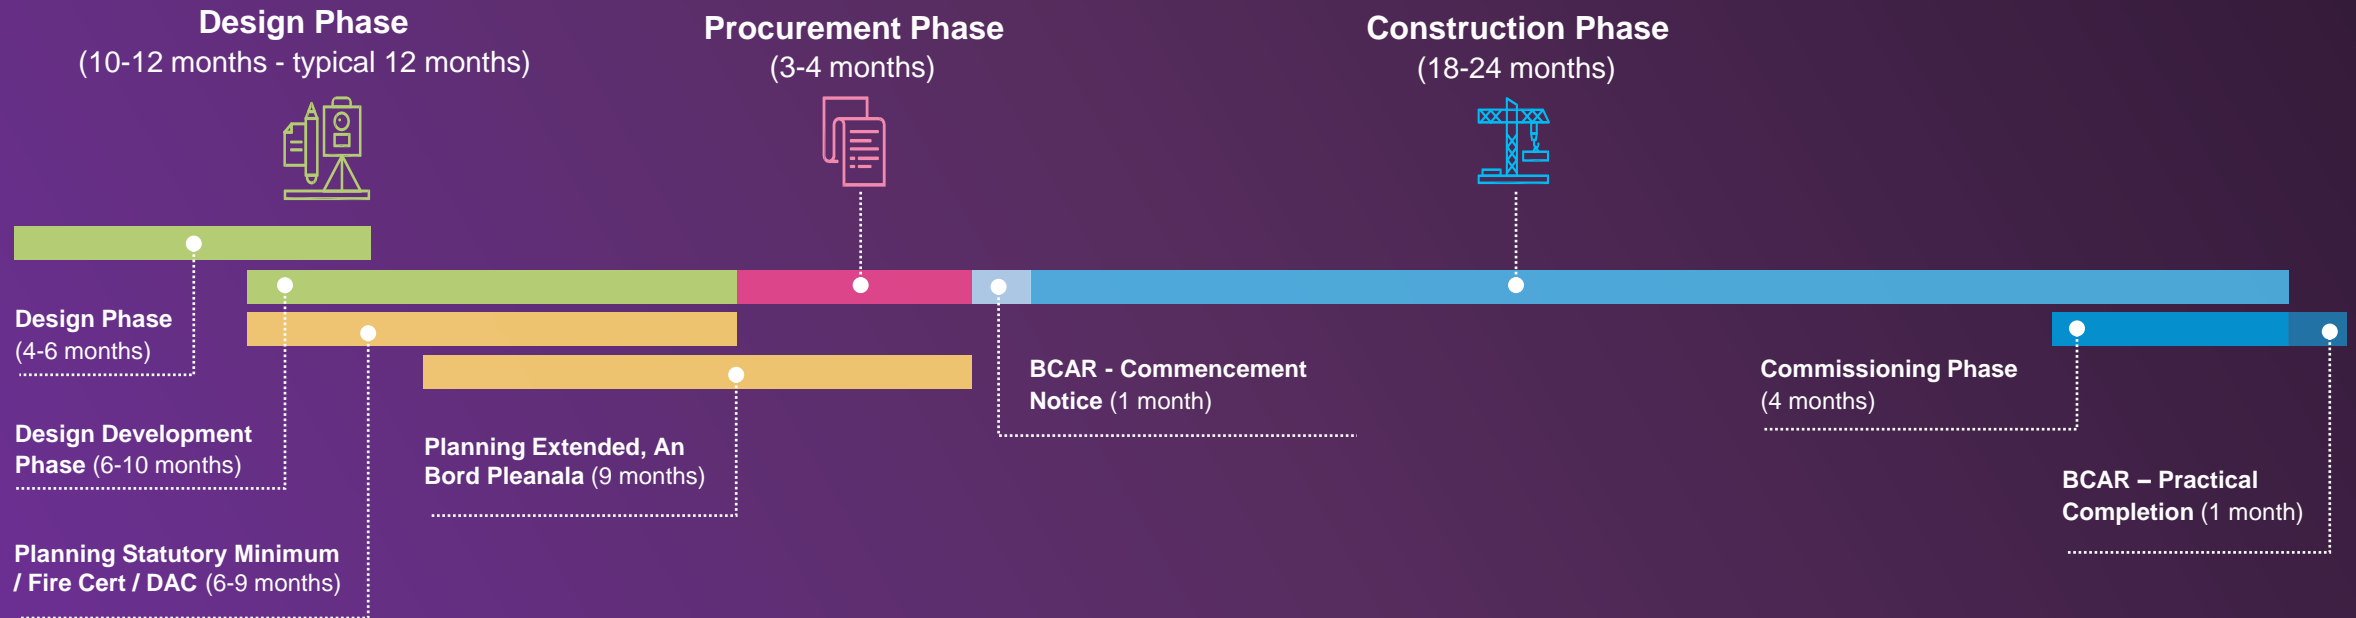 Design Phase
(10-12 months - typical 12 months)
Procurement Phase
(3-4 months)
Construction Phase
(18-24 months)
Design Phase
(4-6 months)
Design Development
Phase (6-10 months)
Planning Statutory Minimum
/ Fire Cert / DAC (6-9 months)
Planning Extended, An
Bord Pleanala (9 months)
BCAR - Commencement
Notice (1 month)
Commissioning Phase
(4 months)
BCAR – Practical
Completion (1 month)